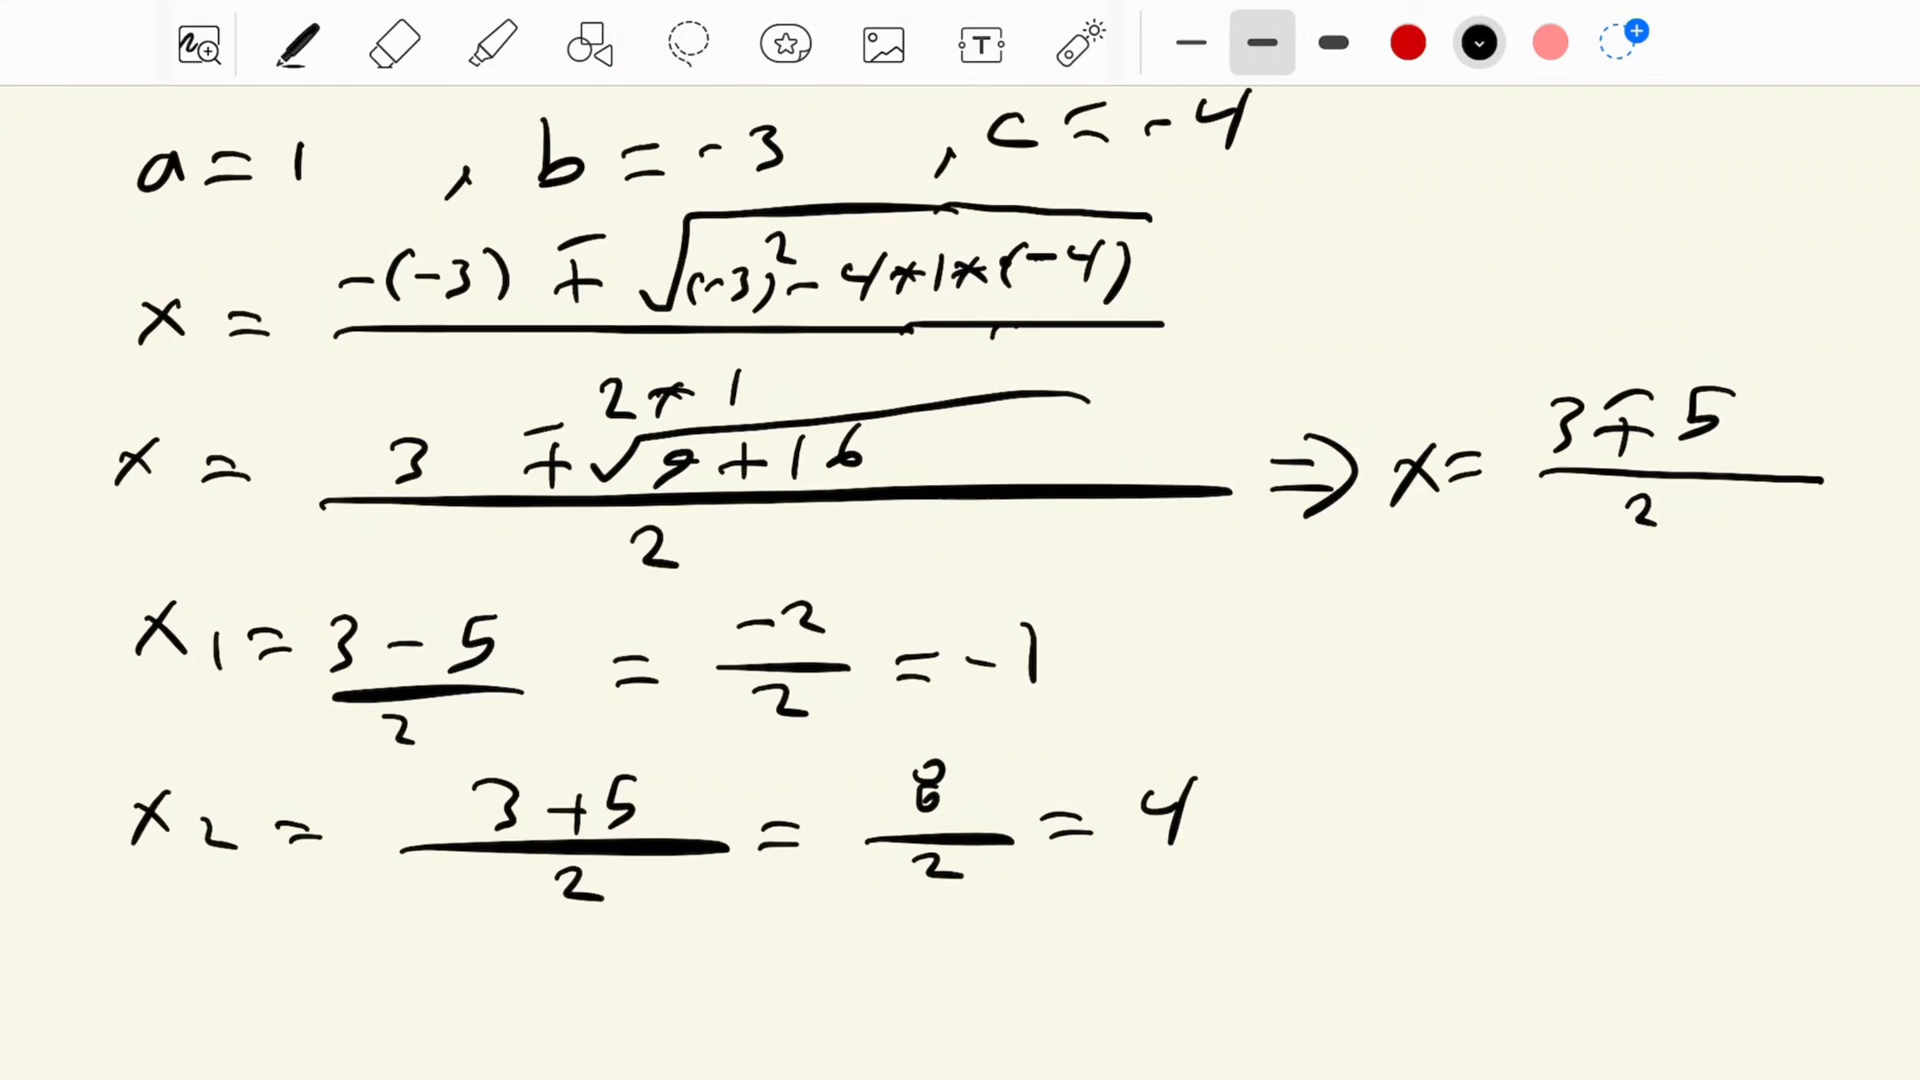 a = 1 , b = -3 , c = -4
x = (-(-3) ∓ √((-3)² - 4*1*(-4))) / (2*1)
x = (3 ∓ √(9+16)) / 2 ⇒ x = (3 ∓ 5) / 2
x₁ = (3 - 5) / 2 = -2 / 2 = -1
x₂ = (3 + 5) / 2 = 8 / 2 = 4